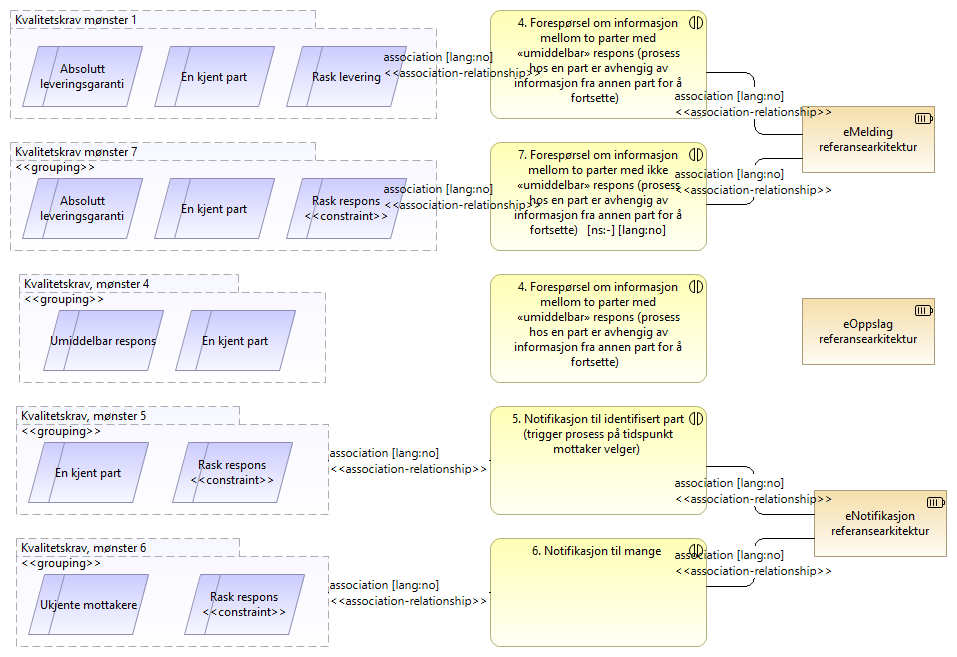 Kvalitetskrav mønster 1
Absolutt
leveringsgaranti
En kjent part
Rask levering
association [lang:no]
<<association-relationship>>
4. Forespørsel om informasjon
mellom to parter med
«umiddelbar» respons (prosess
hos en part er avhengig av
informasjon fra annen part for å
fortsette)
association [lang:no]
<<association-relationship>>
eMelding
referansearkitektur
Kvalitetskrav mønster 7
<<grouping>>
Absolutt
leveringsgaranti
En kjent part
Rask respons
<<constraint>>
association [lang:no]
<<association-relationship>>
7. Forespørsel om informasjon
mellom to parter med ikke
«umiddelbar» respons (prosess
hos en part er avhengig av
informasjon fra annen part for å
fortsette) [ns:-] [lang:no]
association [lang:no]
<<association-relationship>>
Kvalitetskrav, mønster 4
<<grouping>>
Umiddelbar respons
En kjent part
4. Forespørsel om informasjon
mellom to parter med
«umiddelbar» respons (prosess
hos en part er avhengig av
informasjon fra annen part for å
fortsette)
eOppslag
referansearkitektur
Kvalitetskrav, mønster 5
<<grouping>>
En kjent part
Rask respons
<<constraint>>
association [lang:no]
<<association-relationship>>
5. Notifikasjon til identifisert part
(trigger prosess på tidspunkt
mottaker velger)
association [lang:no]
<<association-relationship>>
eNotifikasjon
referansearkitektur
Kvalitetskrav, mønster 6
<<grouping>>
Ukjente mottakere
Rask respons
<<constraint>>
association [lang:no]
<<association-relationship>>
6. Notifikasjon til mange
association [lang:no]
<<association-relationship>>